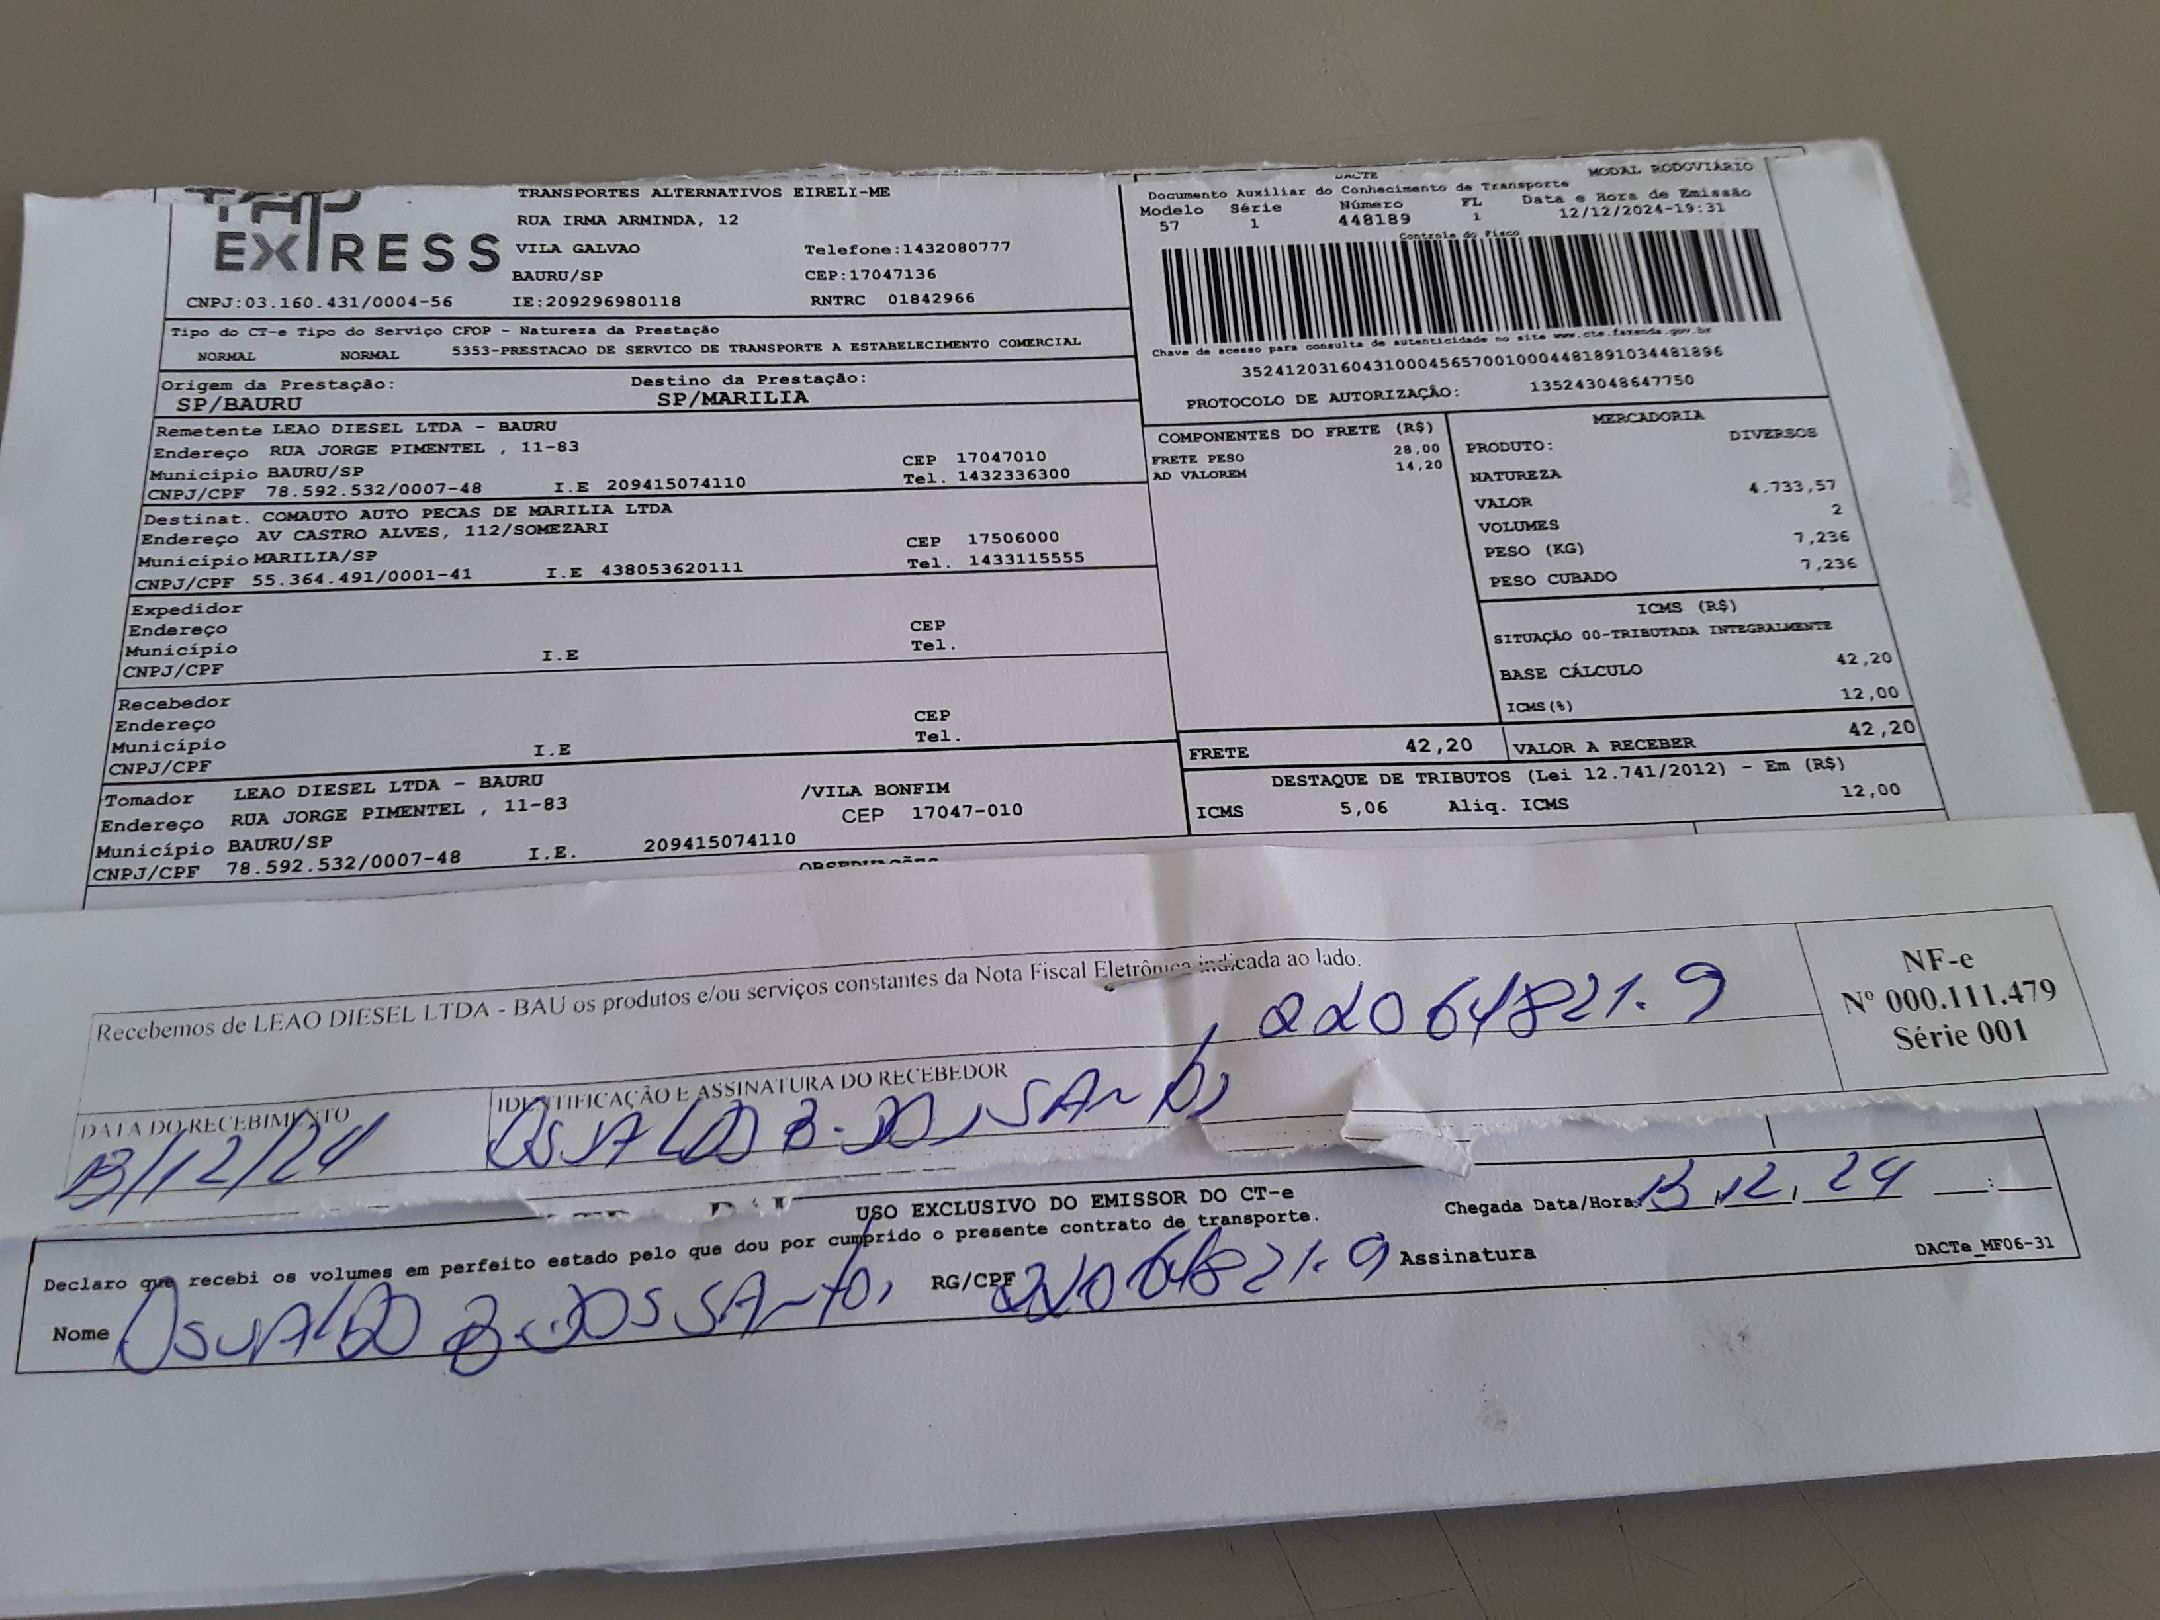 EXPRESS
TRANSPORTES ALTERNATIVOS EIRELI-ME
RUA IRMA ARMINDA, 12
VILA GALVAO Telefone:1432080777
BAURU/SP CEP:17047136
CNPJ:03.160.431/0004-56 IE:209296980118 RNTRC 01842966
DACTE MODAL RODOVIÁRIO
Documento Auxiliar do Conhecimento de Transporte
Modelo Série Número FL Data e Hora de Emissão
57 1 448189 1 12/12/2024-19:31
Controle do Fisco
Chave de acesso para consulta de autenticidade no site www.cte.fazenda.gov.br
35241203160431000456570010004481891034481896
PROTOCOLO DE AUTORIZAÇÃO: 135243048647750
Tipo do CT-e Tipo do Serviço CFOP - Natureza da Prestação
NORMAL NORMAL 5353-PRESTACAO DE SERVICO DE TRANSPORTE A ESTABELECIMENTO COMERCIAL
Origem da Prestação: Destino da Prestação:
SP/BAURU SP/MARILIA
Remetente LEAO DIESEL LTDA - BAURU
Endereço RUA JORGE PIMENTEL , 11-83
Município BAURU/SP CEP 17047010
CNPJ/CPF 78.592.532/0007-48 I.E 209415074110 Tel. 1432336300
Destinat. COMAUTO AUTO PECAS DE MARILIA LTDA
Endereço AV CASTRO ALVES, 112/SOMEZARI
Município MARILIA/SP CEP 17506000
CNPJ/CPF 55.364.491/0001-41 I.E 438053620111 Tel. 1433115555
Expedidor
Endereço CEP
Município Tel.
CNPJ/CPF I.E
Recebedor
Endereço CEP
Município Tel.
CNPJ/CPF I.E
Tomador LEAO DIESEL LTDA - BAURU /VILA BONFIM
Endereço RUA JORGE PIMENTEL , 11-83 CEP 17047-010
Município BAURU/SP
CNPJ/CPF 78.592.532/0007-48 I.E. 209415074110
COMPONENTES DO FRETE (R$)
FRETE PESO 28,00
AD VALOREM 14,20
MERCADORIA
PRODUTO: DIVERSOS
NATUREZA
VALOR 4.733,57
VOLUMES 2
PESO (KG) 7,236
PESO CUBADO 7,236
ICMS (R$)
SITUAÇÃO 00-TRIBUTADA INTEGRALMENTE
BASE CÁLCULO 42,20
ICMS(%) 12,00
FRETE 42,20 VALOR A RECEBER 42,20
DESTAQUE DE TRIBUTOS (Lei 12.741/2012) - Em (R$)
ICMS 5,06 Aliq. ICMS 12,00
OBSERVAÇÕES
Recebemos de LEAO DIESEL LTDA - BAU os produtos e/ou serviços constantes da Nota Fiscal Eletrônica indicada ao lado.
22064821.9
NF-e
Nº 000.111.479
Série 001
DATA DO RECEBIMENTO IDENTIFICAÇÃO E ASSINATURA DO RECEBEDOR
13/12/24 OSVALDO B. DOS SANTOS
USO EXCLUSIVO DO EMISSOR DO CT-e
Declaro que recebi os volumes em perfeito estado pelo que dou por cumprido o presente contrato de transporte.
Chegada Data/Hora: 13.12.24 :
Nome OSVALDO B. DOS SANTOS RG/CPF 22064821.9 Assinatura
DACTe_MF06-31